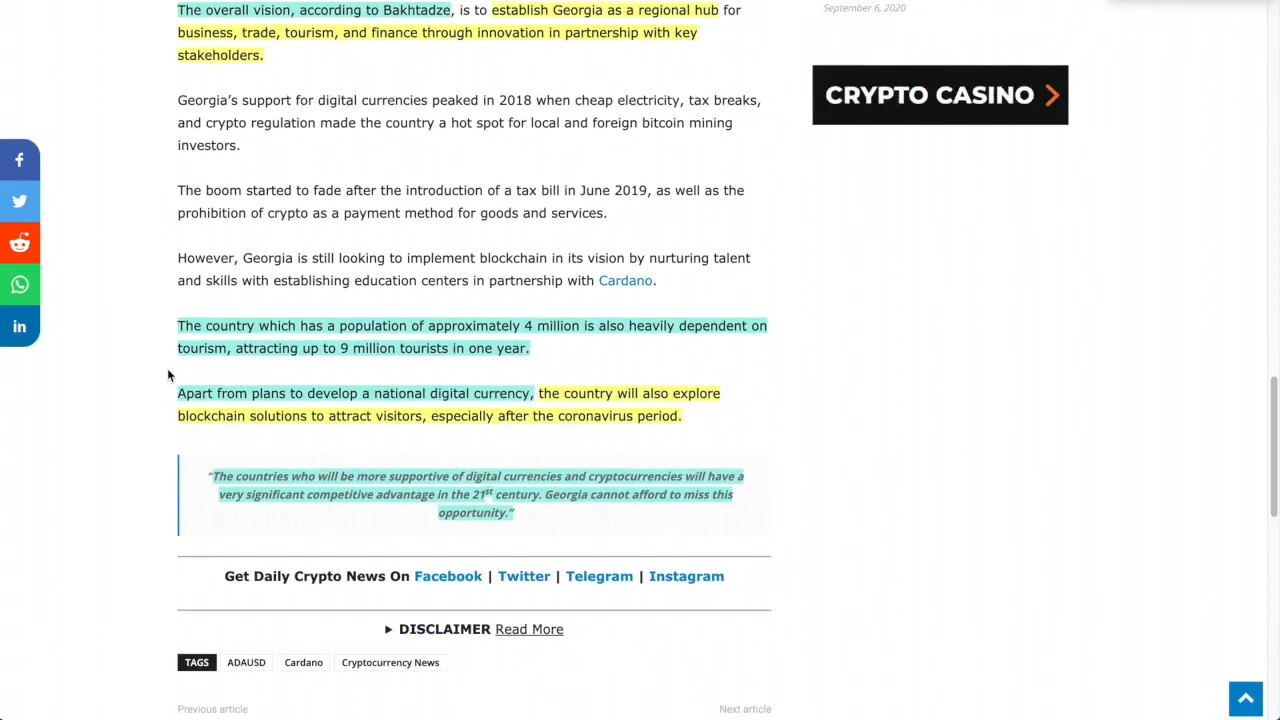 The overall vision, according to Bakhtadze, is to establish Georgia as a regional hub for
business, trade, tourism, and finance through innovation in partnership with key
stakeholders.
Georgia’s support for digital currencies peaked in 2018 when cheap electricity, tax breaks,
and crypto regulation made the country a hot spot for local and foreign bitcoin mining
investors.
The boom started to fade after the introduction of a tax bill in June 2019, as well as the
prohibition of crypto as a payment method for goods and services.
However, Georgia is still looking to implement blockchain in its vision by nurturing talent
and skills with establishing education centers in partnership with Cardano.
The country which has a population of approximately 4 million is also heavily dependent on
tourism, attracting up to 9 million tourists in one year.
Apart from plans to develop a national digital currency, the country will also explore
blockchain solutions to attract visitors, especially after the coronavirus period.
“The countries who will be more supportive of digital currencies and cryptocurrencies will have a
very significant competitive advantage in the 21st century. Georgia cannot afford to miss this
opportunity.”
Get Daily Crypto News On Facebook | Twitter | Telegram | Instagram
▶ DISCLAIMER Read More
TAGS ADAUSD Cardano Cryptocurrency News
Previous article Next article
September 6, 2020
CRYPTO CASINO
f
in